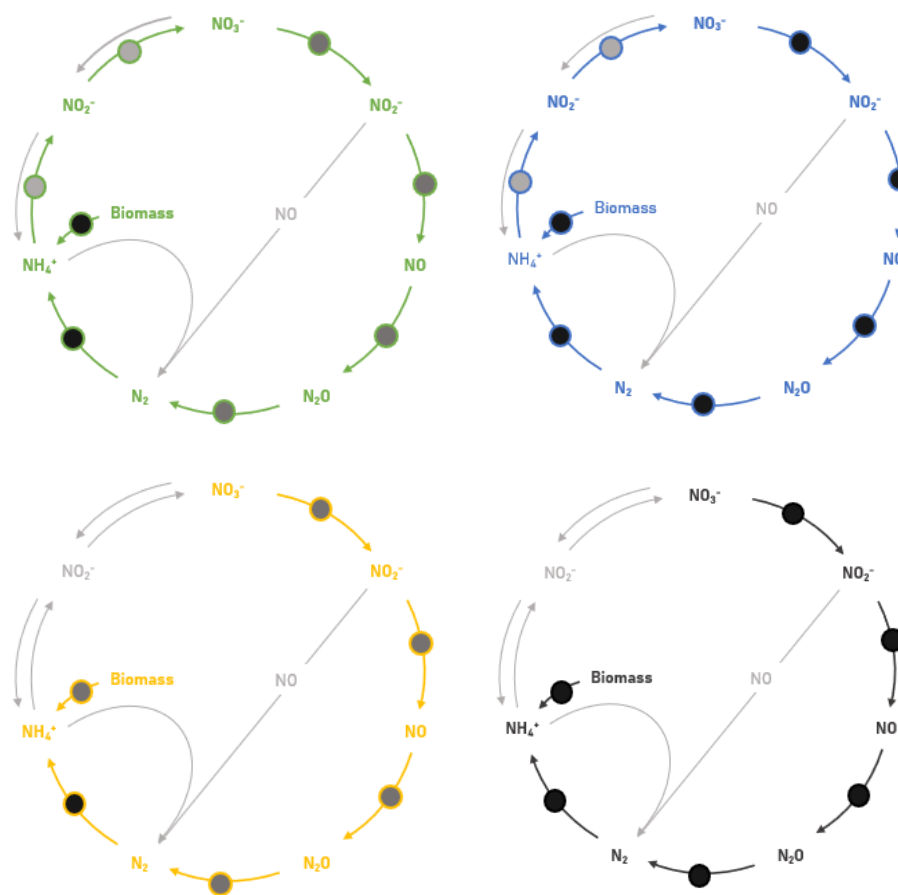 NO₃⁻ NO₃⁻
NO₂⁻ NO₂⁻ NO₂⁻ NO₂⁻
Biomass NO Biomass NO
NH₄⁺ NO NH₄⁺
N₂ N₂O N₂ N₂O
NO₃⁻ NO₃⁻
NO₂⁻ NO₂⁻ NO₂⁻ NO₂⁻
Biomass NO Biomass NO
NH₄⁺ NO NH₄⁺ NO
N₂ N₂O N₂ N₂O